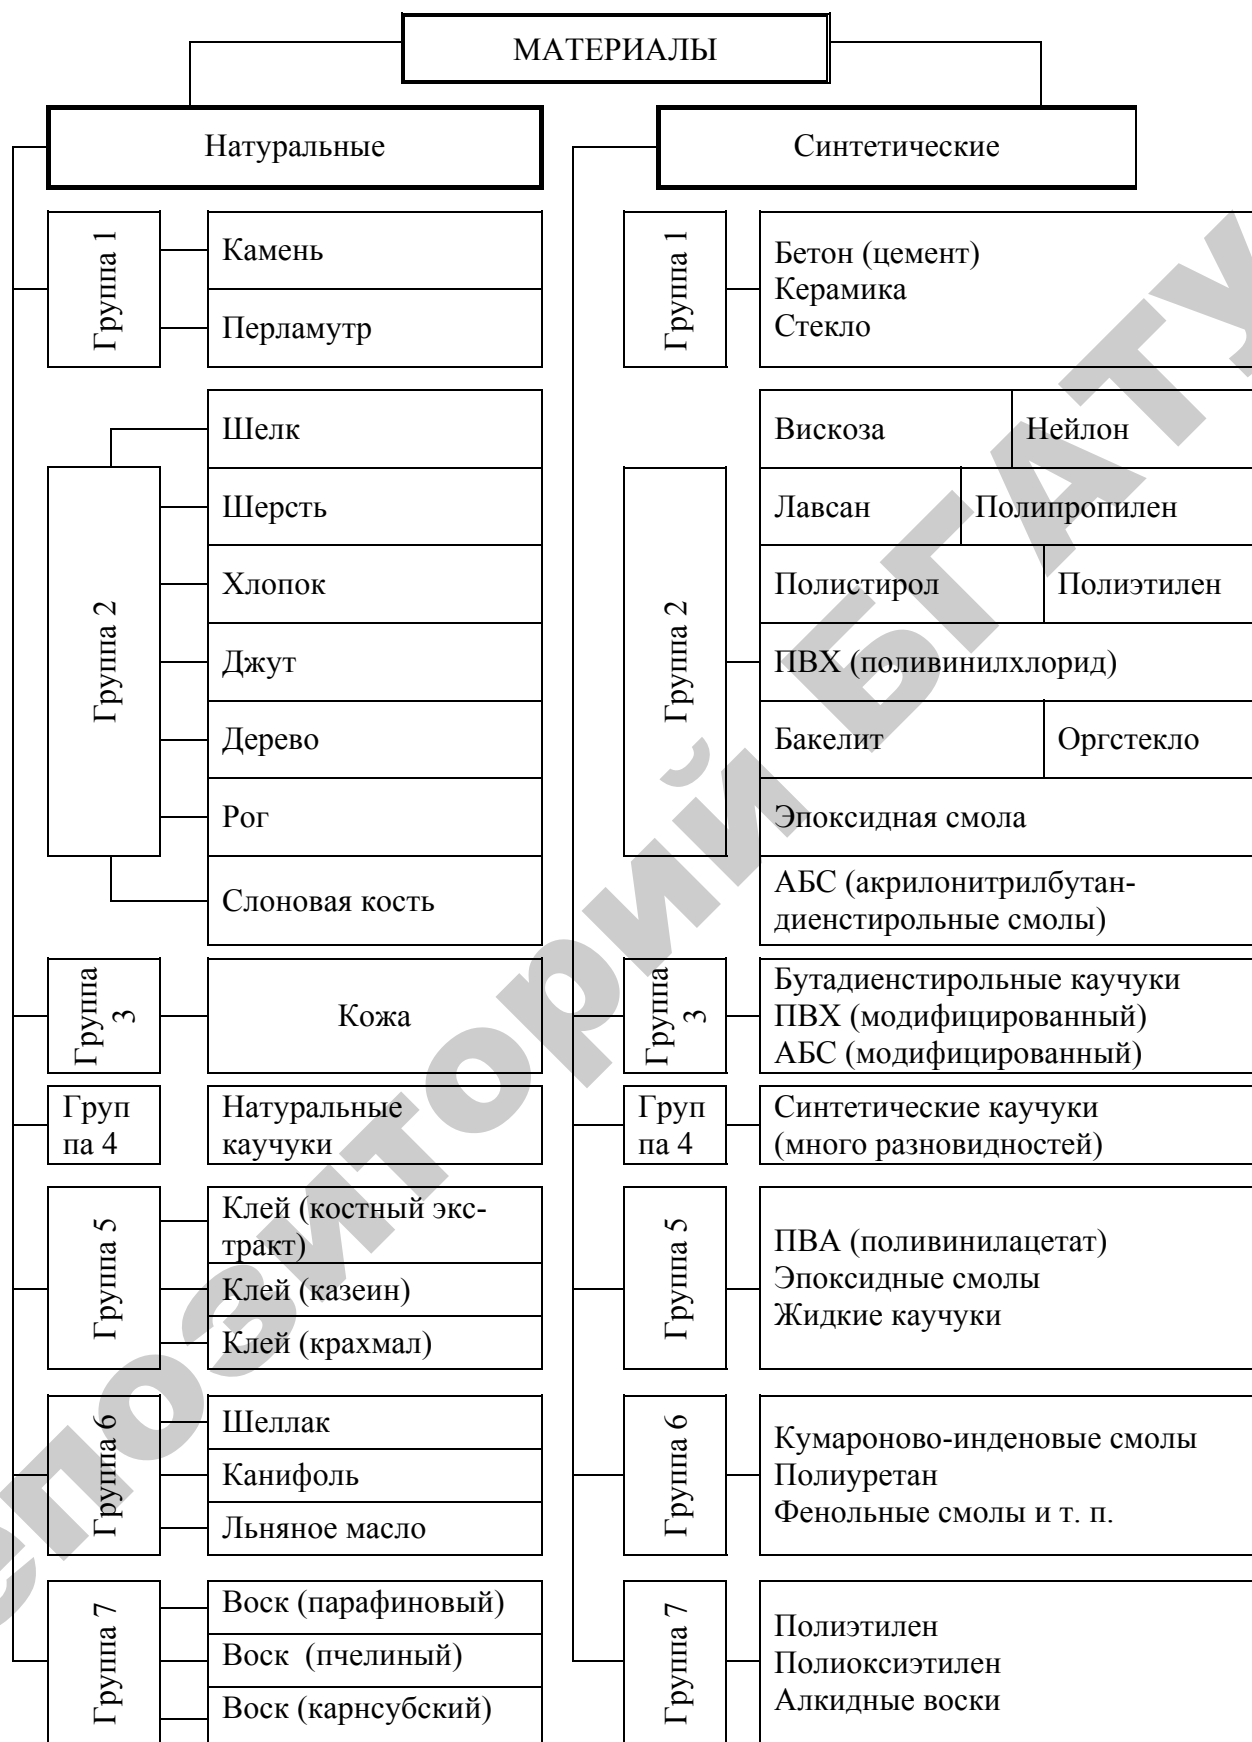 МАТЕРИАЛЫ
Натуральные
Группа 1
Камень
Перламутр
Группа 2
Шелк
Шерсть
Хлопок
Джут
Дерево
Рог
Слоновая кость
Группа
3
Кожа
Груп
па 4
Натуральные
каучуки
Группа 5
Клей (костный экс-
тракт)
Клей (казеин)
Клей (крахмал)
Группа 6
Шеллак
Канифоль
Льняное масло
Группа 7
Воск (парафиновый)
Воск (пчелиный)
Воск (карнсубский)
Синтетические
Группа 1
Бетон (цемент)
Керамика
Стекло
Группа 2
Вискоза
Нейлон
Лавсан
Полипропилен
Полистирол
Полиэтилен
ПВХ (поливинилхлорид)
Бакелит
Оргстекло
Эпоксидная смола
АБС (акрилонитрилбутан-
диенстирольные смолы)
Группа
3
Бутадиенстирольные каучуки
ПВХ (модифицированный)
АБС (модифицированный)
Груп
па 4
Синтетические каучуки
(много разновидностей)
Группа 5
ПВА (поливинилацетат)
Эпоксидные смолы
Жидкие каучуки
Группа 6
Кумароново-инденовые смолы
Полиуретан
Фенольные смолы и т. п.
Группа 7
Полиэтилен
Полиоксиэтилен
Алкидные воски
епозиторий БГАТУ